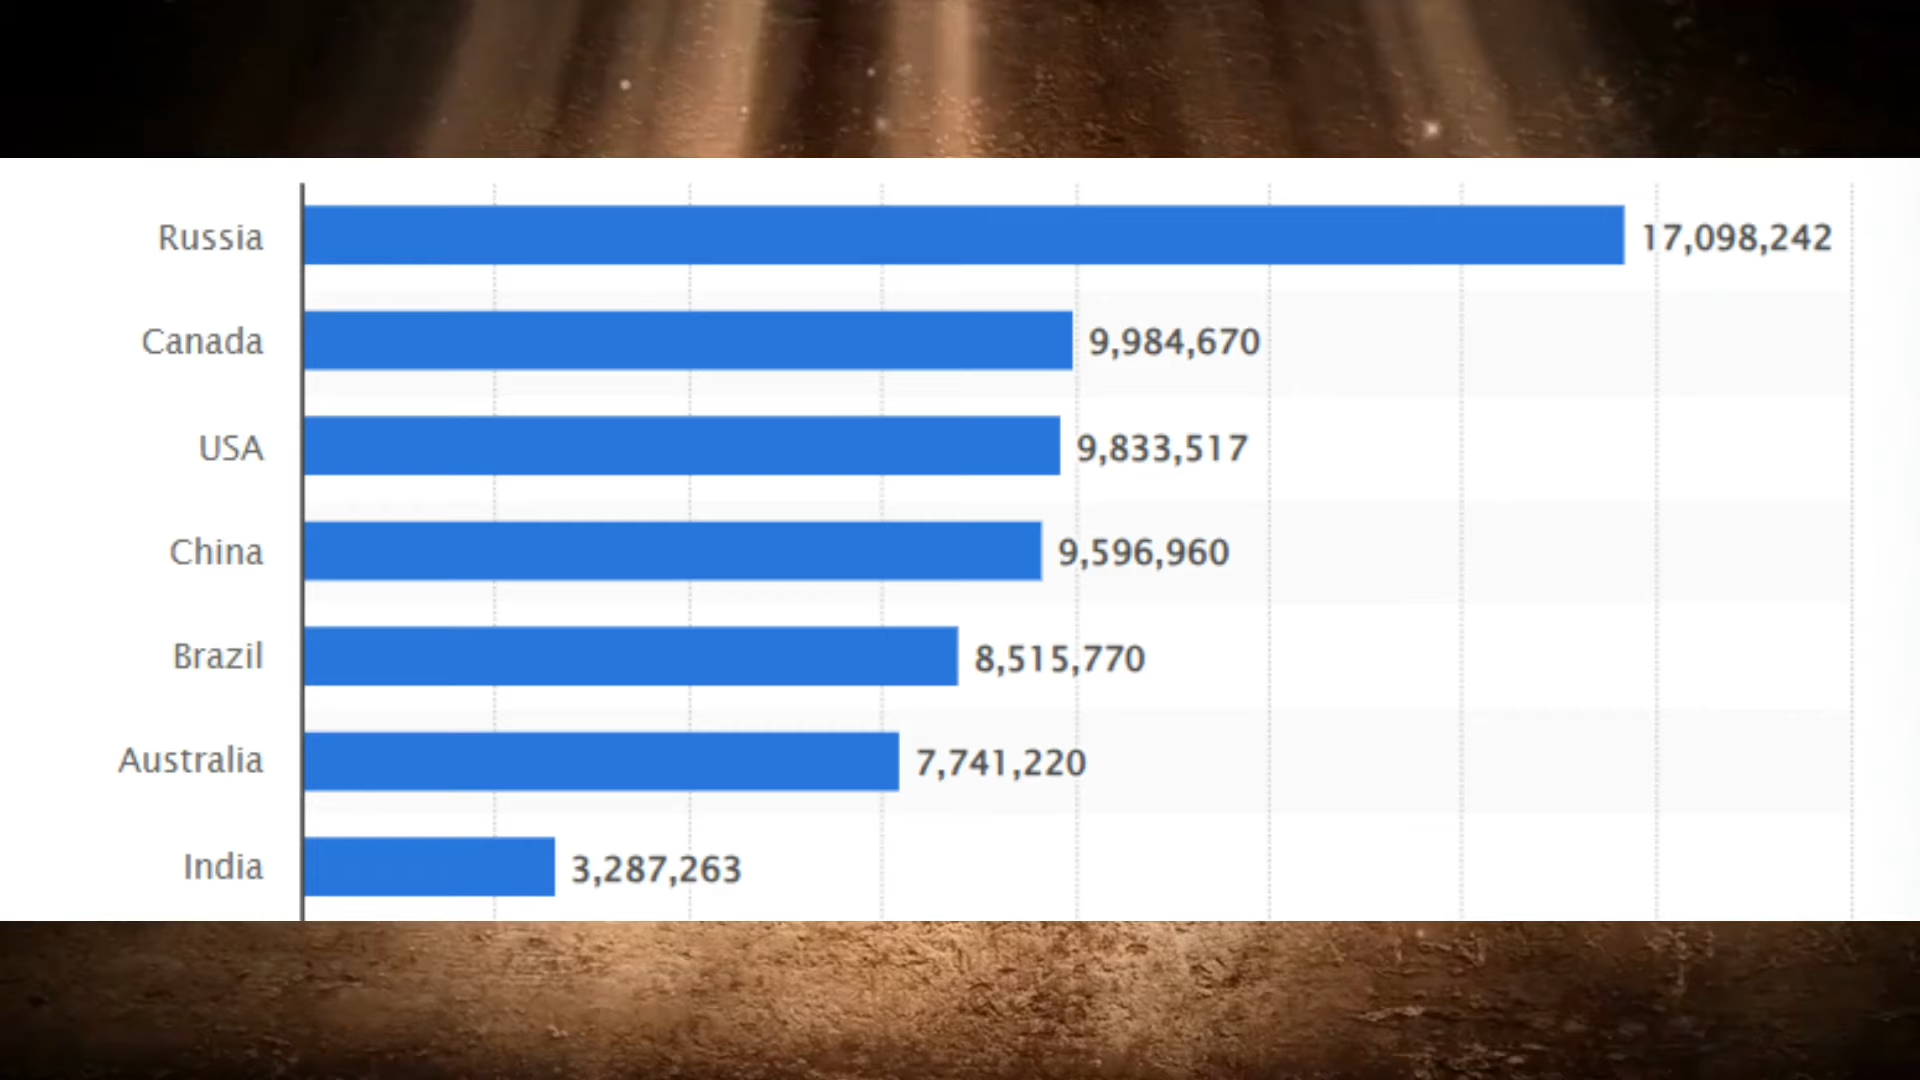 Russia 17,098,242
Canada 9,984,670
USA 9,833,517
China 9,596,960
Brazil 8,515,770
Australia 7,741,220
India 3,287,263